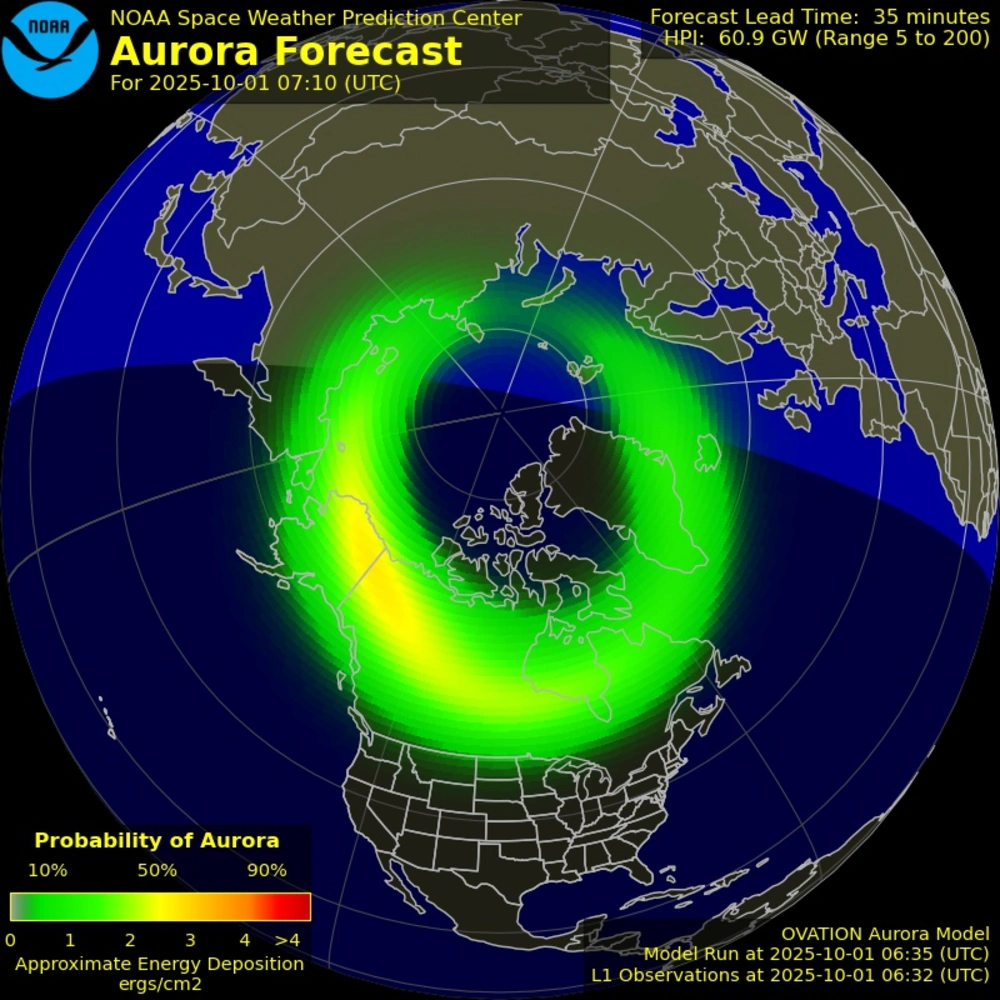 NOAA
NOAA Space Weather Prediction Center
Aurora Forecast
For 2025-10-01 07:10 (UTC)
Forecast Lead Time: 35 minutes
HPI: 60.9 GW (Range 5 to 200)
Probability of Aurora
10% 50% 90%
0 1 2 3 4 >4
Approximate Energy Deposition
ergs/cm2
OVATION Aurora Model
Model Run at 2025-10-01 06:35 (UTC)
L1 Observations at 2025-10-01 06:32 (UTC)